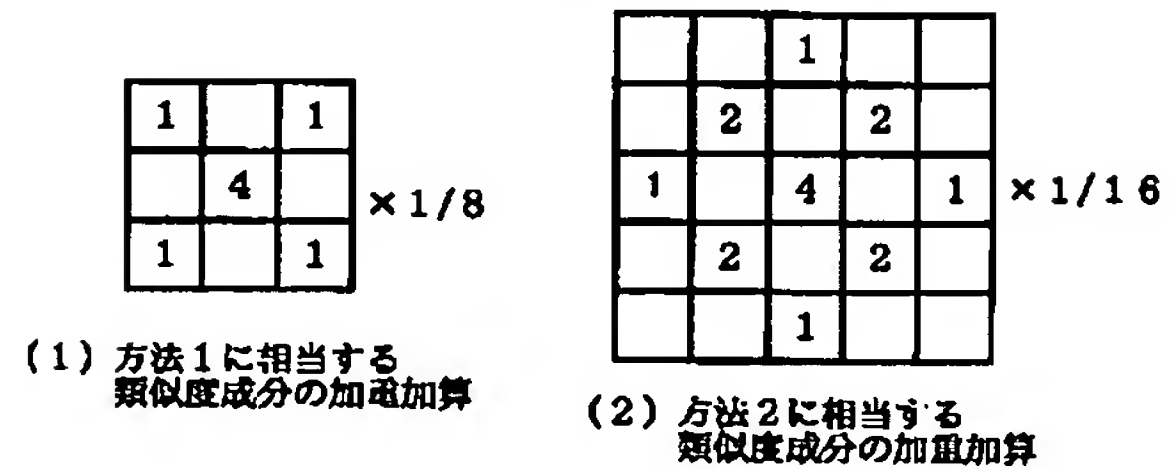 1 1
4
1 1
×1/8
(1) 方法1に相当する
類似度成分の加重加算
1
2 2
1 4 1
2 2
1
×1/16
(2) 方法2に相当する
類似度成分の加重加算